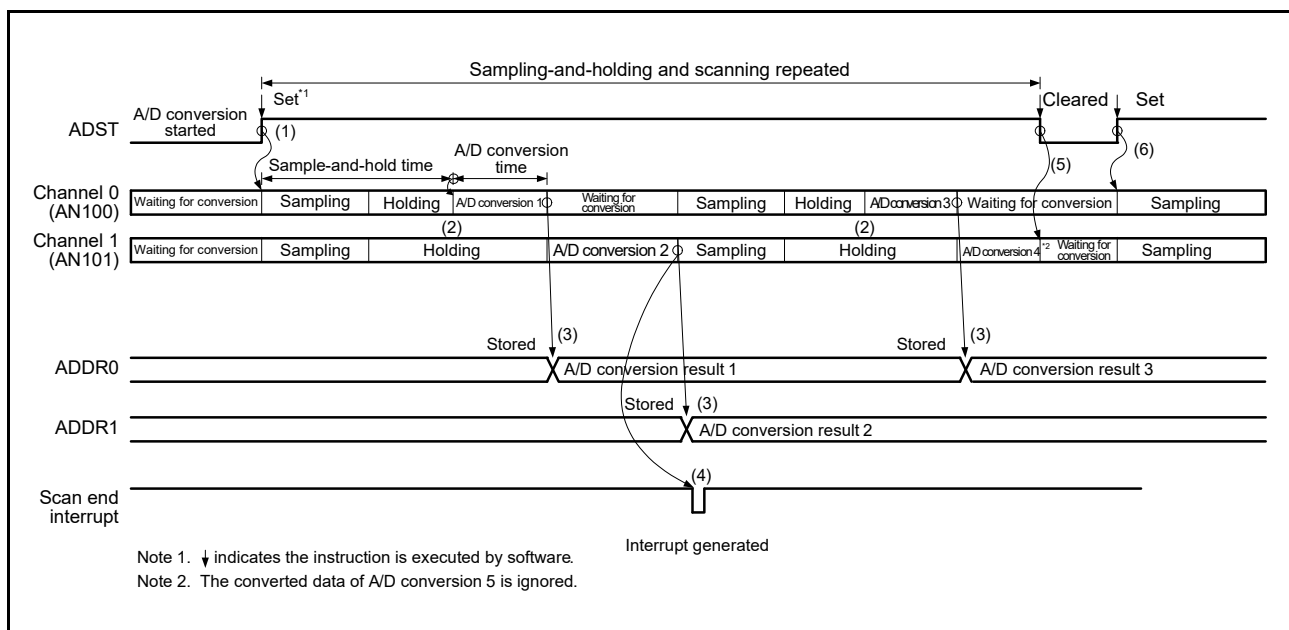 Sampling-and-holding and scanning repeated
ADST
A/D conversion
started
Set*1
(1)
Cleared
Set
(5)
(6)
Sample-and-hold time
A/D conversion
time
Channel 0
(AN100)
Waiting for conversion
Sampling
Holding
A/D conversion 1
Waiting for
conversion
Sampling
Holding
A/D conversion 3
Waiting for conversion
Sampling
(2)
(2)
Channel 1
(AN101)
Waiting for conversion
Sampling
Holding
A/D conversion 2
Sampling
Holding
A/D conversion 4
*2
Waiting for
conversion
Sampling
Stored
(3)
Stored
(3)
ADDR0
A/D conversion result 1
A/D conversion result 3
Stored
(3)
ADDR1
A/D conversion result 2
(4)
Scan end
interrupt
Interrupt generated
Note 1. ↓ indicates the instruction is executed by software.
Note 2. The converted data of A/D conversion 5 is ignored.